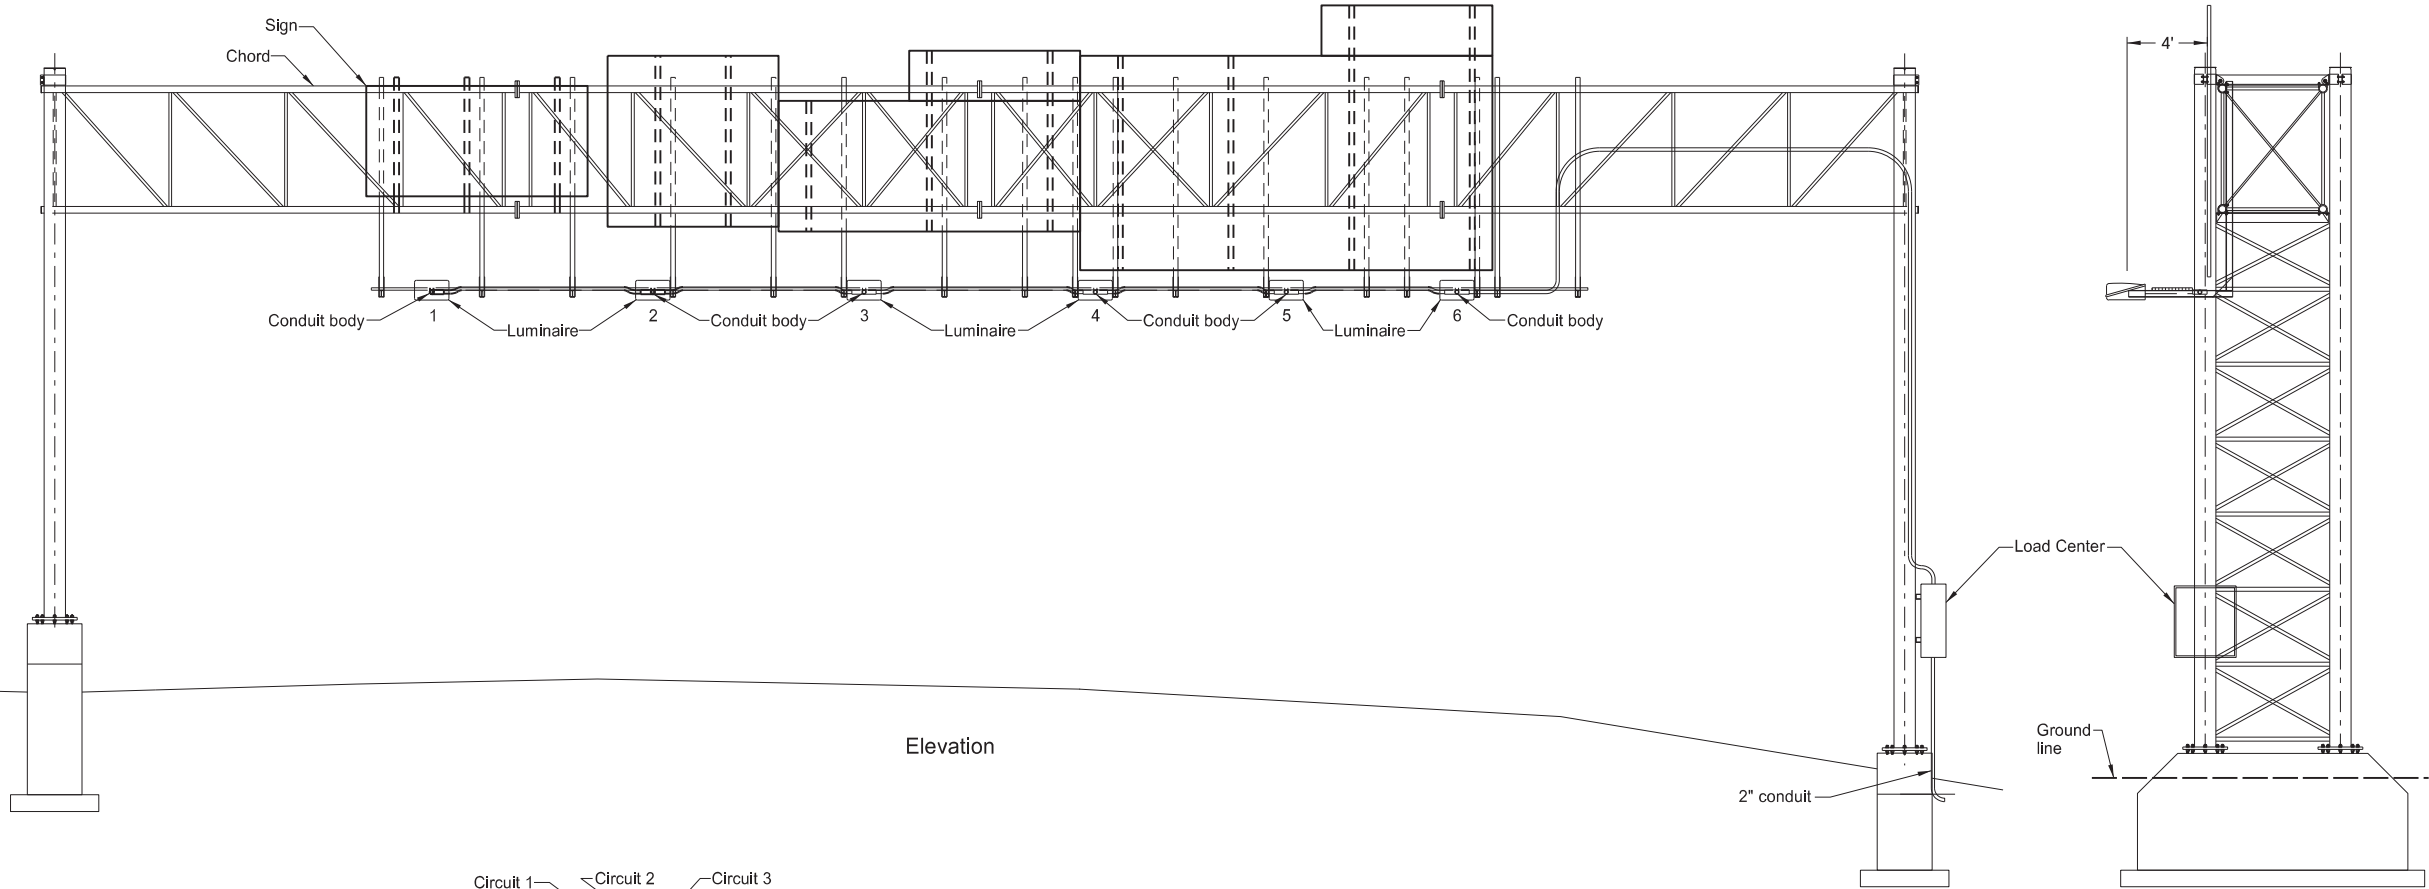 Sign
Chord
4'
Conduit body
1
Luminaire
2
Conduit body
3
Luminaire
4
Conduit body
5
Luminaire
6
Conduit body
Load Center
Elevation
Ground
line
2" conduit
Circuit 1
Circuit 2
Circuit 3